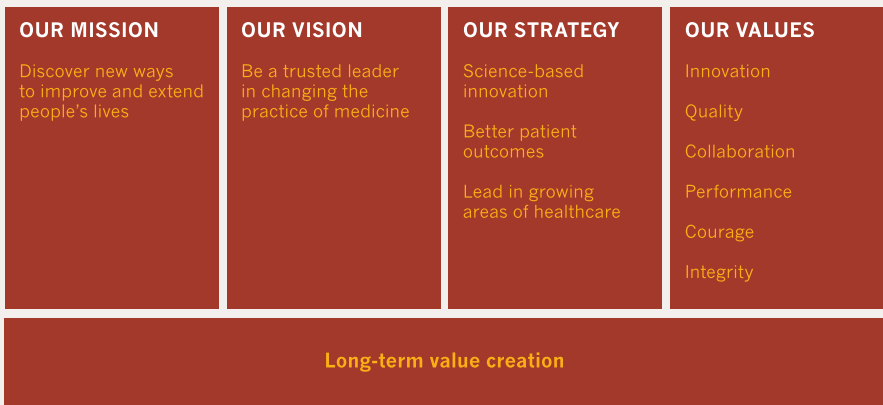 OUR MISSION
Discover new ways
to improve and extend
people's lives
OUR VISION
Be a trusted leader
in changing the
practice of medicine
OUR STRATEGY
Science-based
innovation
Better patient
outcomes
Lead in growing
areas of healthcare
OUR VALUES
Innovation
Quality
Collaboration
Performance
Courage
Integrity
Long-term value creation